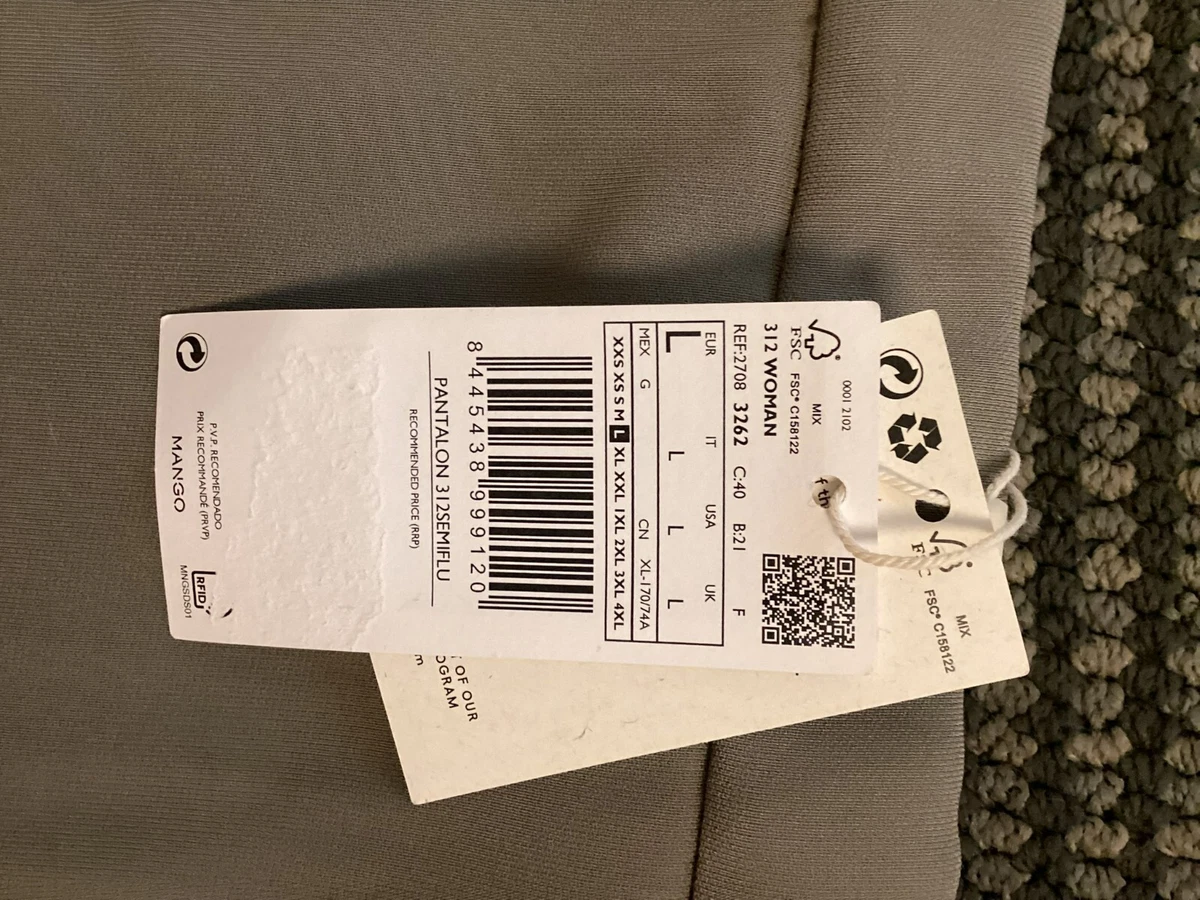 0001 2102
MIX
FSC FSC® C158122
312 WOMAN
REF:2708 3262 C:40 B:21 F
EUR IT USA UK
L L L L
MEX G CN XL-170/74A
XXS XS S M L XL XXL 1XL 2XL 3XL 4XL
8 445438 999120
PANTALON 312SEMIFLU
RECOMMENDED PRICE (RRP)
P.V.P. RECOMENDADO
PRIX RECOMMANDÉ (PRVP)
MANGO
RFID
MNGSDS01
f th
MIX
FSC® C158122
OF OUR
OGRAM
m